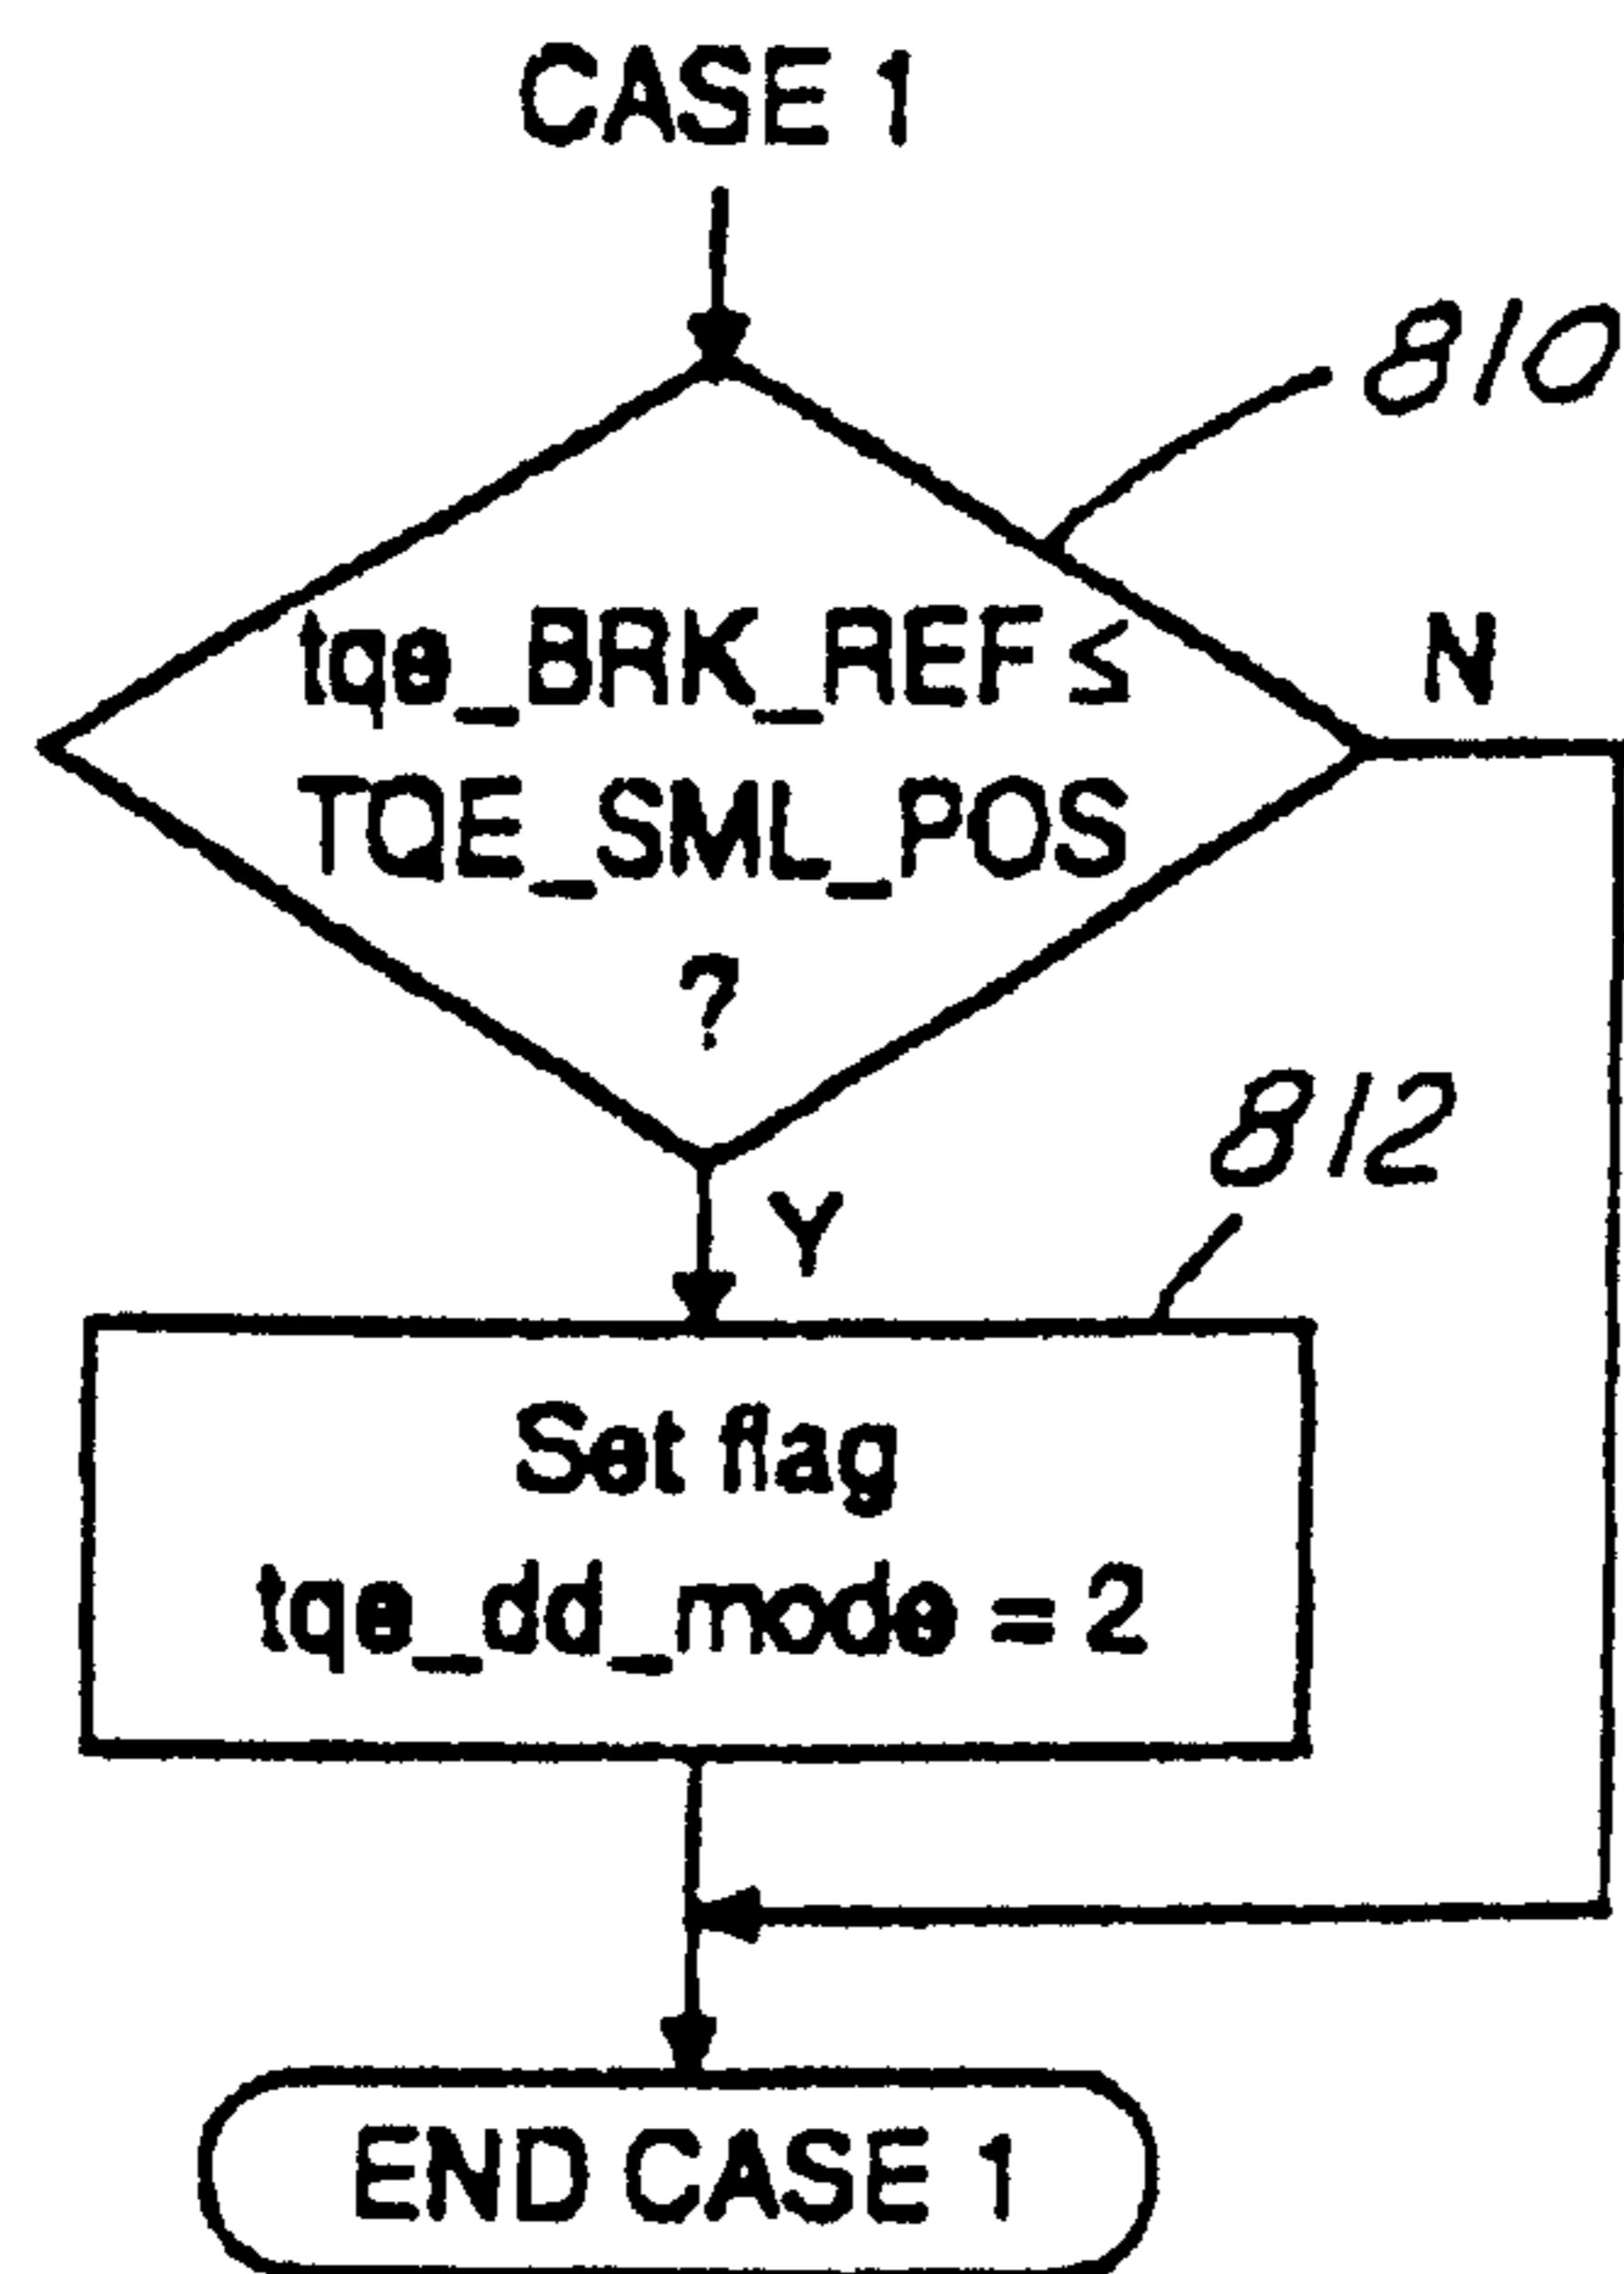 CASE 1
810
tqe_BRK_REF ≤
N
TQE_SML_POS
?
812
Y
Set flag
tqe_dd_mode = 2
END CASE 1